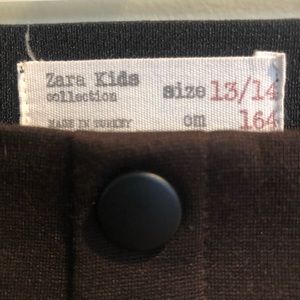 Zara Kids size 13/14
collection
MADE IN TURKEY cm 164